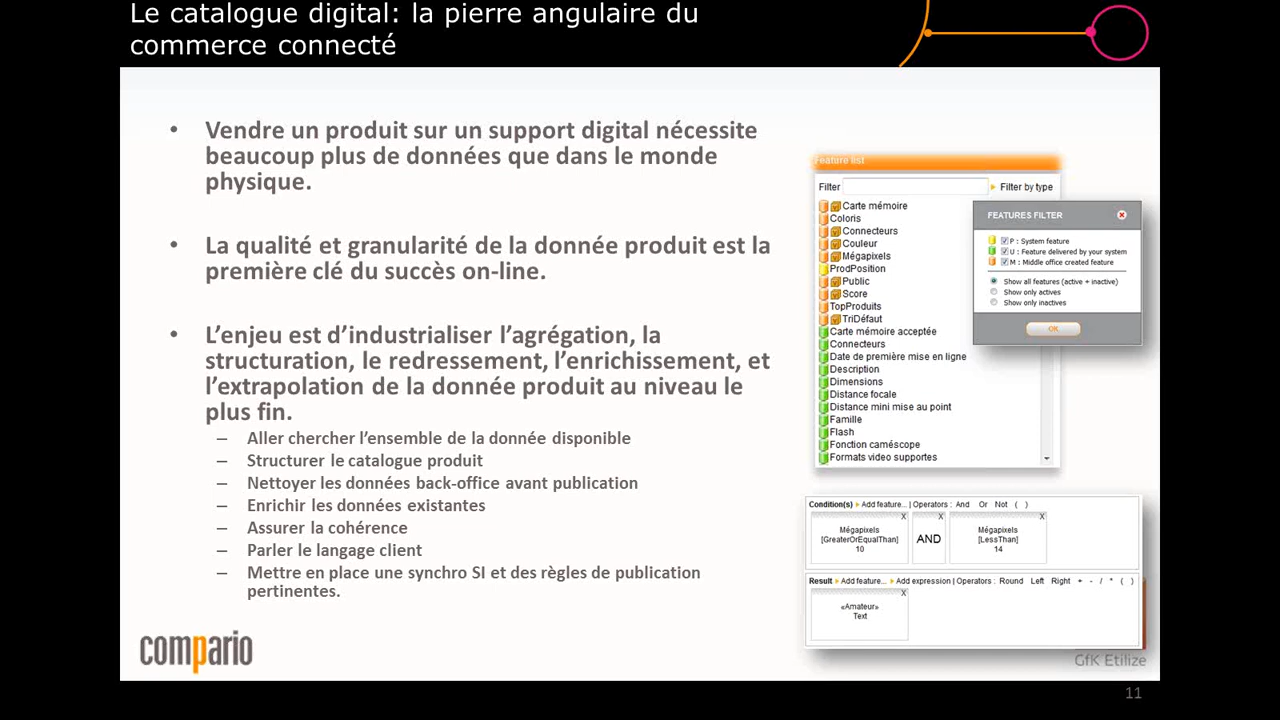 Le catalogue digital: la pierre angulaire du
commerce connecté
• Vendre un produit sur un support digital nécessite
beaucoup plus de données que dans le monde
physique.
• La qualité et granularité de la donnée produit est la
première clé du succès on-line.
• L’enjeu est d’industrialiser l’agrégation, la
structuration, le redressement, l’enrichissement, et
l’extrapolation de la donnée produit au niveau le
plus fin.
– Aller chercher l’ensemble de la donnée disponible
– Structurer le catalogue produit
– Nettoyer les données back-office avant publication
– Enrichir les données existantes
– Assurer la cohérence
– Parler le langage client
– Mettre en place une synchro SI et des règles de publication
pertinentes.
compario
Feature list
Filter Filter by type
Carte mémoire
Coloris
Connecteurs
Couleur
Mégapixels
ProdPosition
Public
Score
TopProduits
TriDéfaut
Carte mémoire acceptée
Connecteurs
Date de première mise en ligne
Description
Dimensions
Distance focale
Distance mini mise au point
Famille
Flash
Fonction caméscope
Formats video supportes
FEATURES FILTER
P : System feature
U : Feature delivered by your system
M : Middle office created feature
Show all features (active + inactive)
Show only actives
Show only inactives
OK
Condition(s) Add feature... | Operators : And Or Not ( )
X X X
Mégapixels
[GreaterOrEqualThan]
10
AND
Mégapixels
[LessThan]
14
Result Add feature... Add expression | Operators : Round Left Right + - / * ( )
X
«Amateur»
Text
GfK Etilize
11